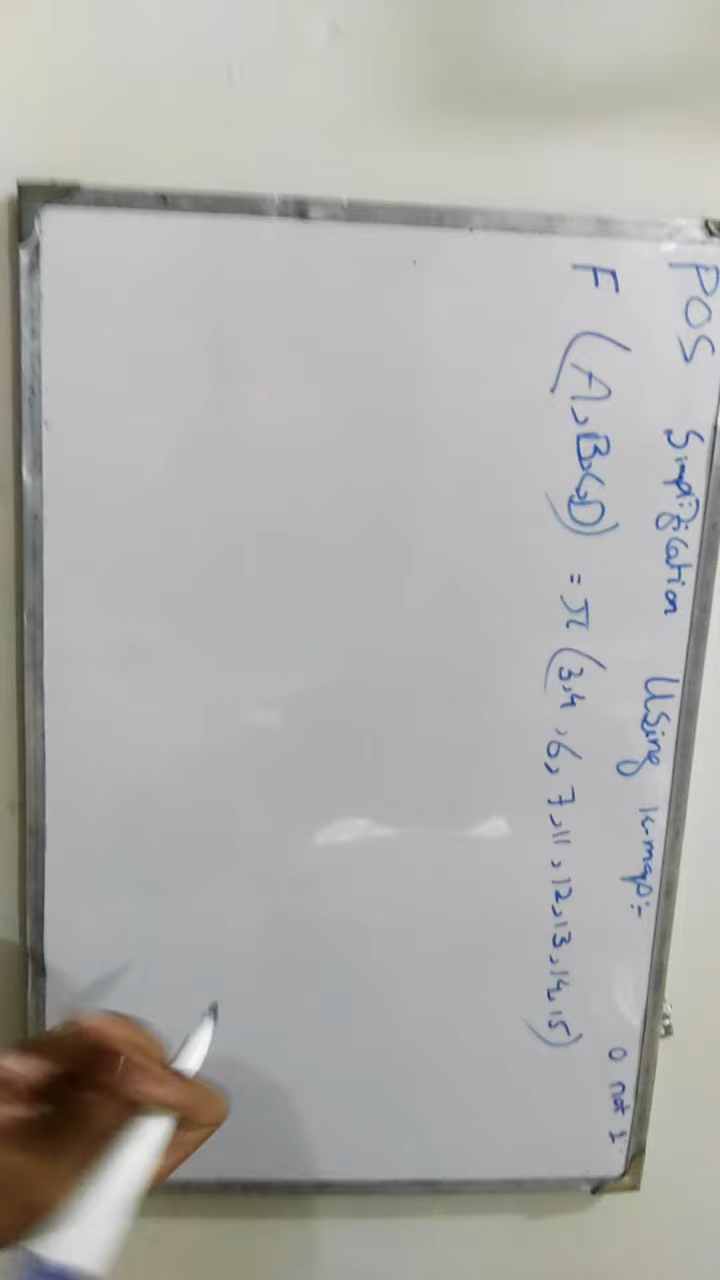 POS Simplification Using k-map:-
0 not 1
F (A,B,C,D) = π (3,4,6,7,11,12,13,14,15)